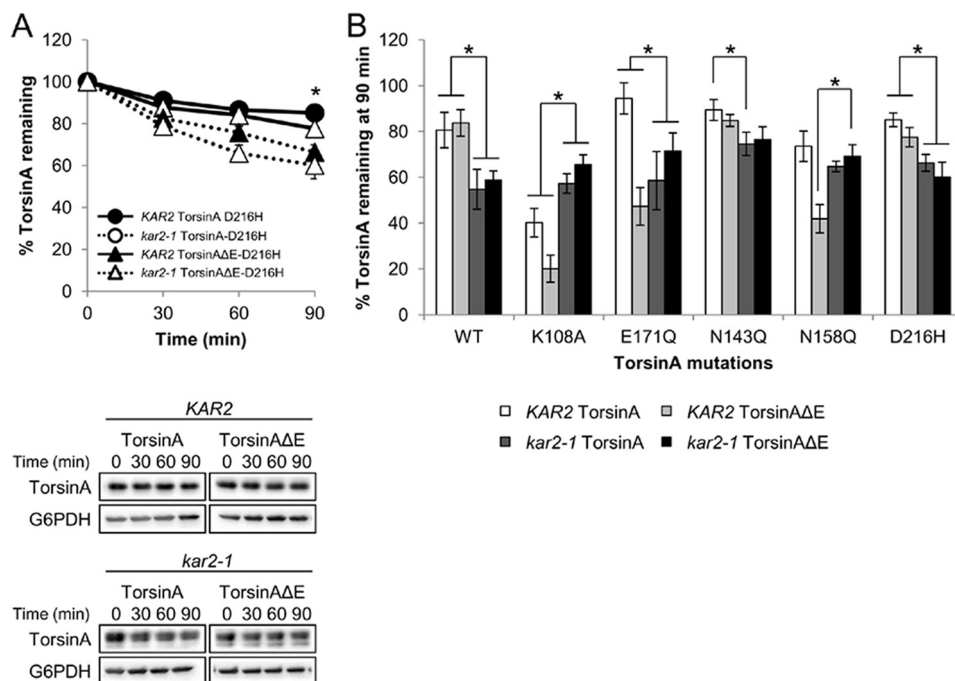 A
% TorsinA remaining
120
100
80
60
40
20
0
*
KAR2 TorsinA D216H
kar2-1 TorsinA-D216H
KAR2 TorsinAΔE-D216H
kar2-1 TorsinAΔE-D216H
0 30 60 90
Time (min)
KAR2
TorsinA TorsinAΔE
Time (min) 0 30 60 90 0 30 60 90
TorsinA
G6PDH
kar2-1
TorsinA TorsinAΔE
Time (min) 0 30 60 90 0 30 60 90
TorsinA
G6PDH
B
% TorsinA remaining at 90 min
120
100
80
60
40
20
0
* * * * * *
WT K108A E171Q N143Q N158Q D216H
TorsinA mutations
KAR2 TorsinA KAR2 TorsinAΔE
kar2-1 TorsinA kar2-1 TorsinAΔE